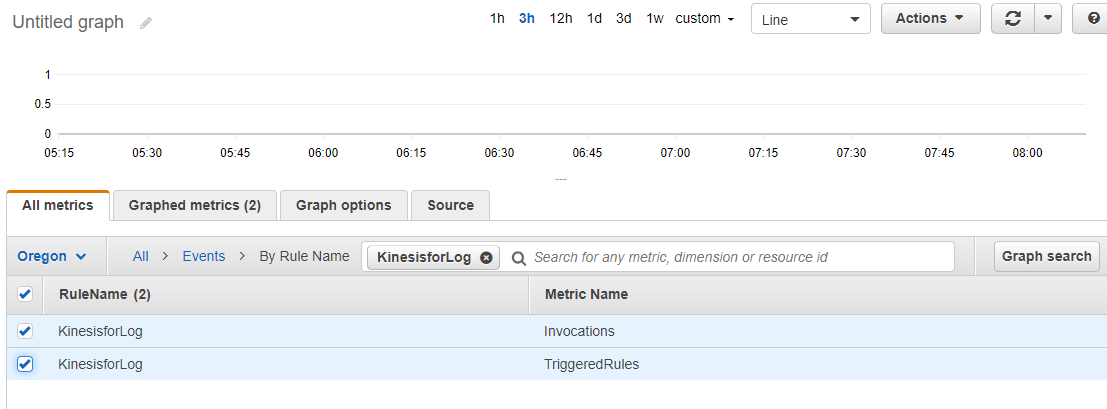 Untitled graph
1h 3h 12h 1d 3d 1w custom Line Actions ?
1
0.5
0
05:15 05:30 05:45 06:00 06:15 06:30 06:45 07:00 07:15 07:30 07:45 08:00
All metrics Graphed metrics (2) Graph options Source
Oregon All > Events > By Rule Name KinesisforLog Search for any metric, dimension or resource id Graph search
RuleName (2) Metric Name
KinesisforLog Invocations
KinesisforLog TriggeredRules